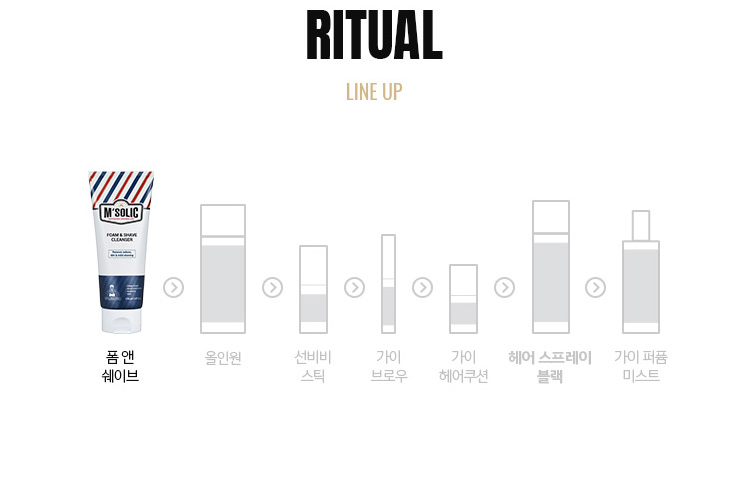 RITUAL
LINE UP
M'SOLIC
FOAM & SHAVE
CLEANSER
폼 앤
쉐이브
올인원
선비비
스틱
가이
브로우
가이
헤어쿠션
헤어 스프레이
블랙
가이 퍼퓸
미스트